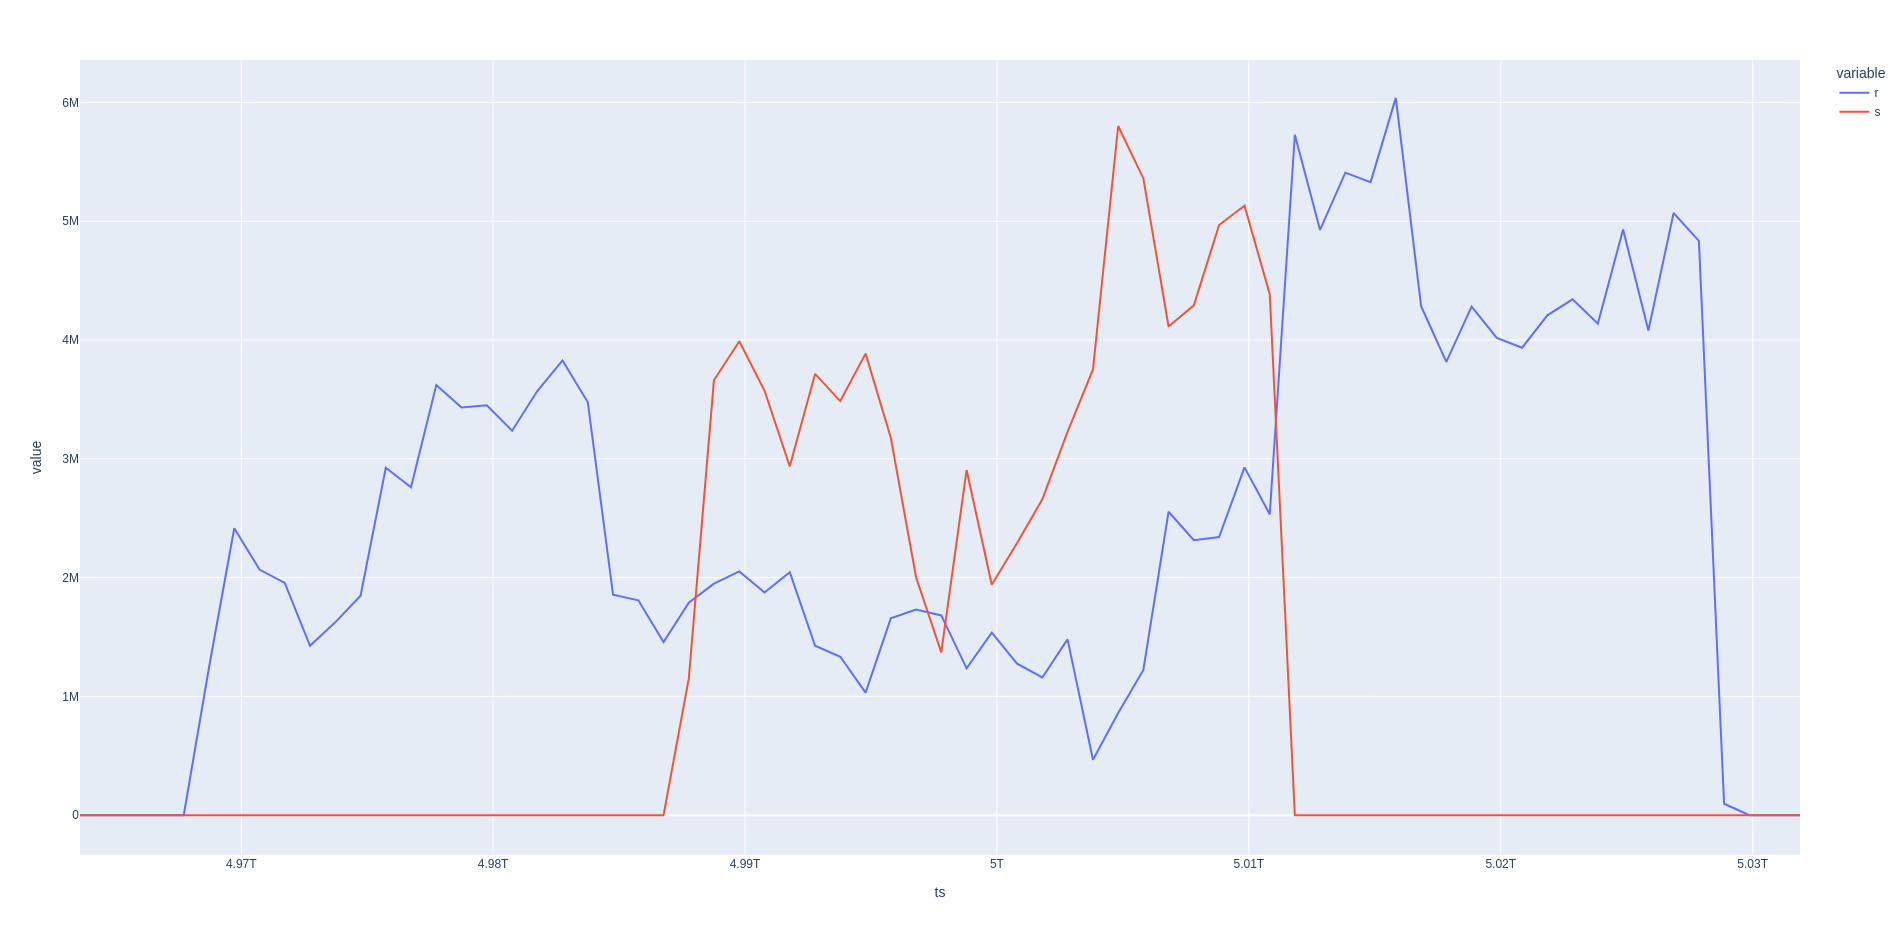 variable
r
s
6M
5M
4M
3M
2M
1M
0
value
4.97T
4.98T
4.99T
5T
5.01T
5.02T
5.03T
ts